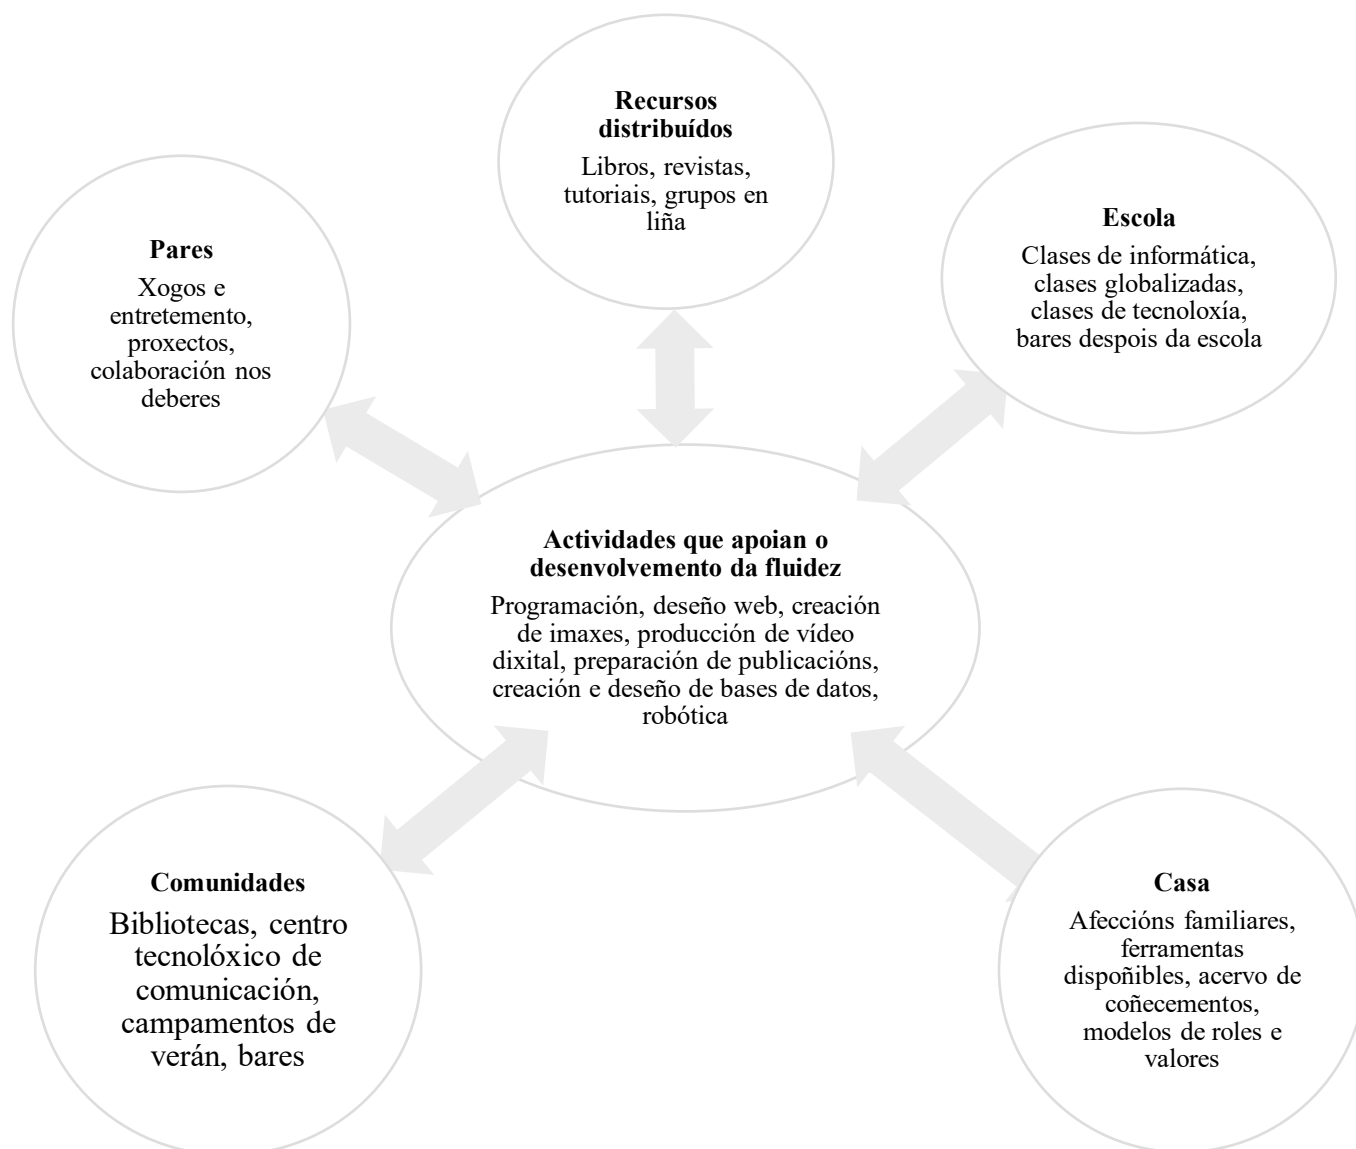 Recursos
distribuídos
Libros, revistas,
tutoriais, grupos en
liña
Pares
Xogos e
entretemento,
proxectos,
colaboración nos
deberes
Escola
Clases de informática,
clases globalizadas,
clases de tecnoloxía,
bares despois da escola
Actividades que apoian o
desenvolvemento da fluidez
Programación, deseño web, creación
de imaxes, producción de vídeo
dixital, preparación de publicacións,
creación e deseño de bases de datos,
robótica
Comunidades
Bibliotecas, centro
tecnolóxico de
comunicación,
campamentos de
verán, bares
Casa
Afeccións familiares,
ferramentas
dispoñibles, acervo de
coñecementos,
modelos de roles e
valores